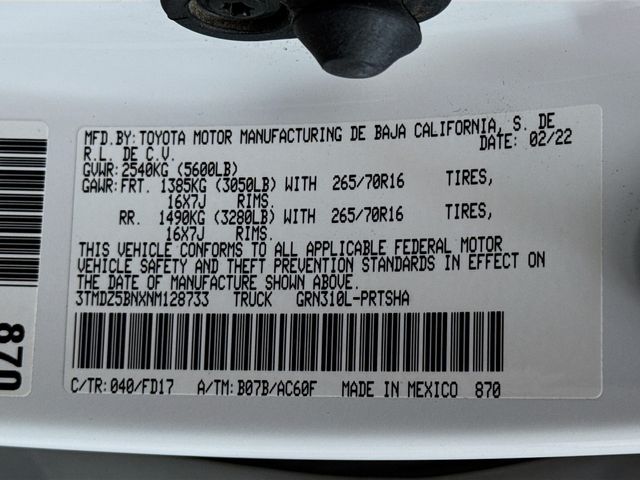 MFD.BY:TOYOTA MOTOR MANUFACTURING DE BAJA CALIFORNIA, S. DE
R.L. DE C.V. DATE: 02/22
GVWR:2540KG (5600LB)
GAWR:FRT. 1385KG (3050LB) WITH 265/70R16 TIRES,
16X7J RIMS.
RR. 1490KG (3280LB) WITH 265/70R16 TIRES,
16X7J RIMS.
THIS VEHICLE CONFORMS TO ALL APPLICABLE FEDERAL MOTOR
VEHICLE SAFETY AND THEFT PREVENTION STANDARDS IN EFFECT ON
THE DATE OF MANUFACTURE SHOWN ABOVE.
3TMDZ5BNXNM128733 TRUCK GRN310L-PRTSHA
C/TR:040/FD17 A/TM:B07B/AC60F MADE IN MEXICO 870
870